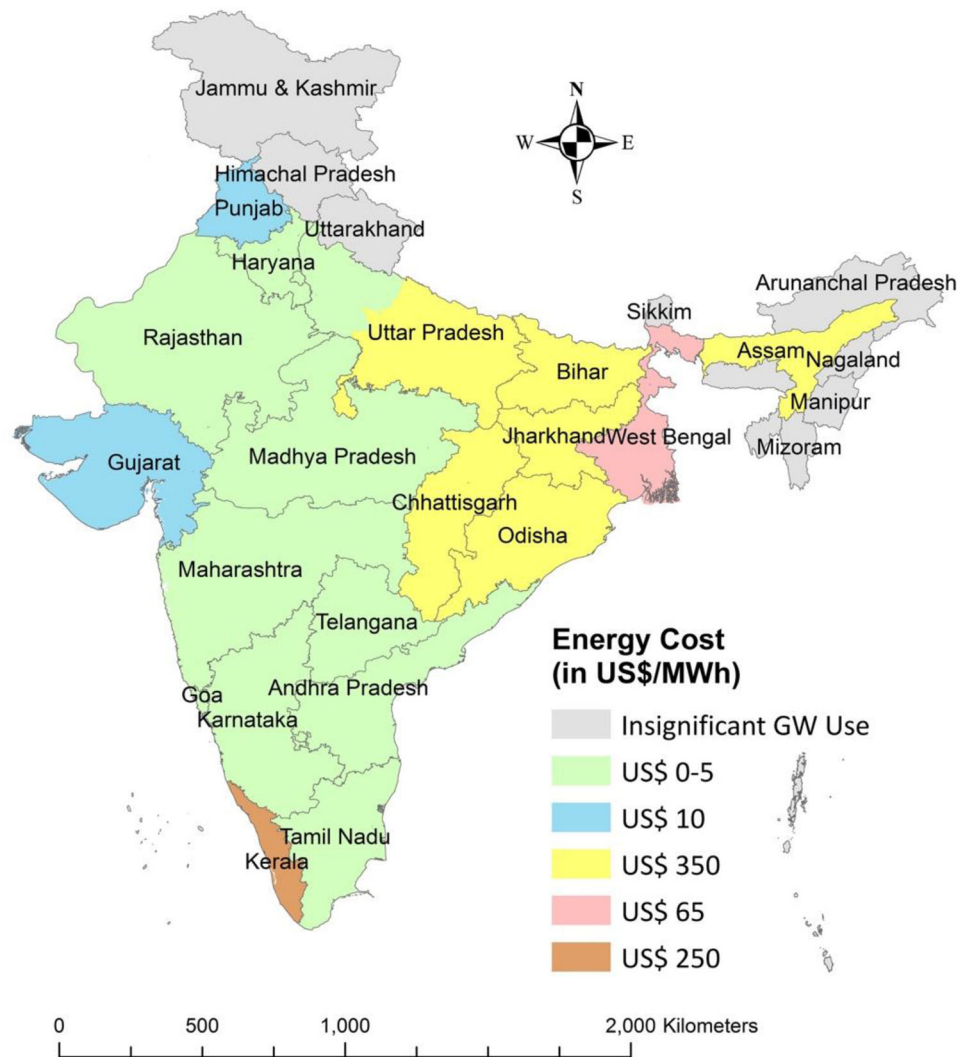 Jammu & Kashmir
N
W
E
S
Himachal Pradesh
Punjab
Uttarakhand
Haryana
Arunanchal Pradesh
Sikkim
Rajasthan
Uttar Pradesh
Assam
Nagaland
Bihar
Manipur
Jharkhand
West Bengal
Mizoram
Gujarat
Madhya Pradesh
Chhattisgarh
Odisha
Maharashtra
Telangana
Andhra Pradesh
Goa
Karnataka
Tamil Nadu
Kerala
Energy Cost
(in US$/MWh)
Insignificant GW Use
US$ 0-5
US$ 10
US$ 350
US$ 65
US$ 250
0 500 1,000 2,000 Kilometers